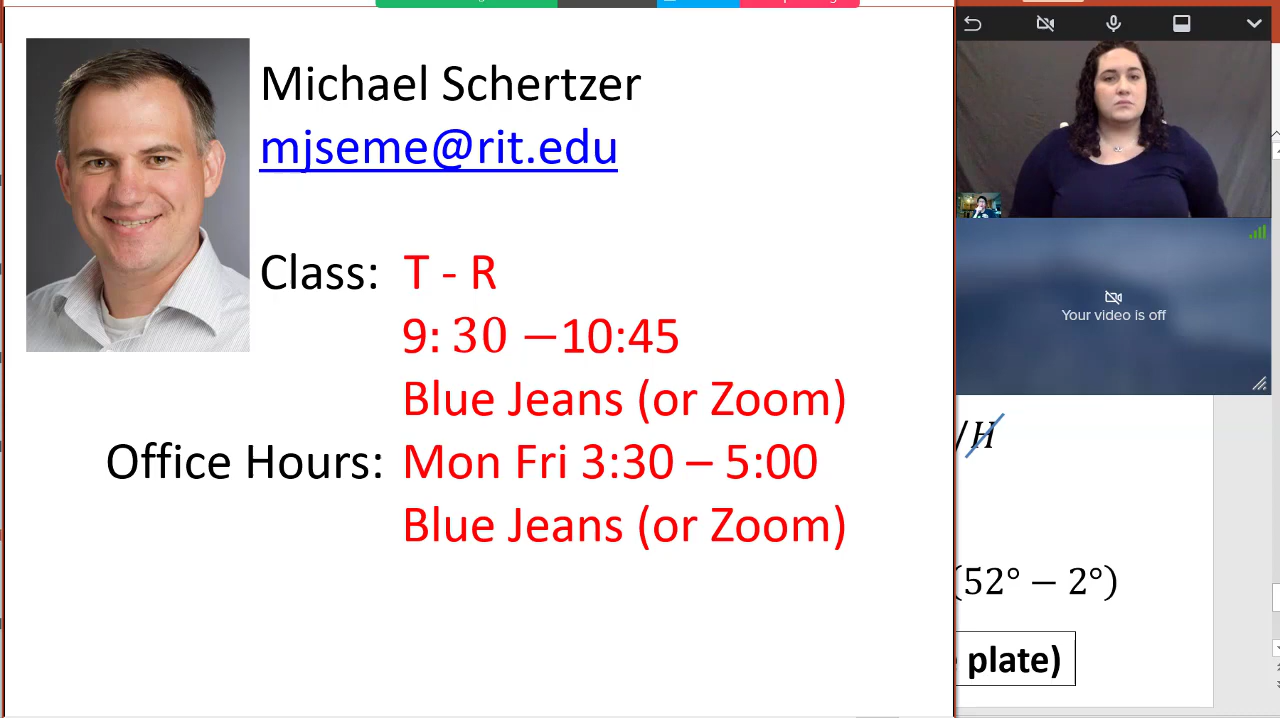 Michael Schertzer
mjseme@rit.edu
Class: T - R
9: 30 −10:45
Blue Jeans (or Zoom)
Office Hours: Mon Fri 3:30 – 5:00
Blue Jeans (or Zoom)
Your video is off
/H
(52° − 2°)
plate)